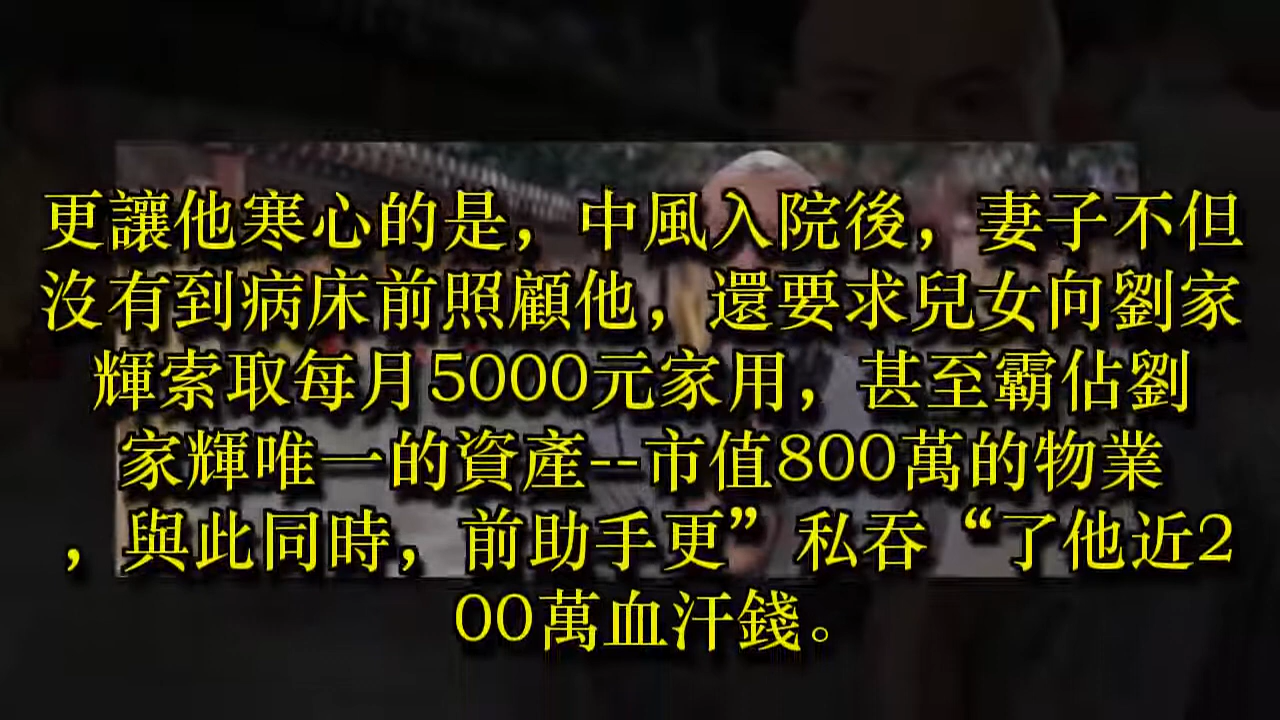 更讓他寒心的是，中風入院後，妻子不但
沒有到病床前照顧他，還要求兒女向劉家
輝索取每月5000元家用，甚至霸佔劉
家輝唯一的資產--市值800萬的物業
，與此同時，前助手更”私吞“了他近2
00萬血汗錢。